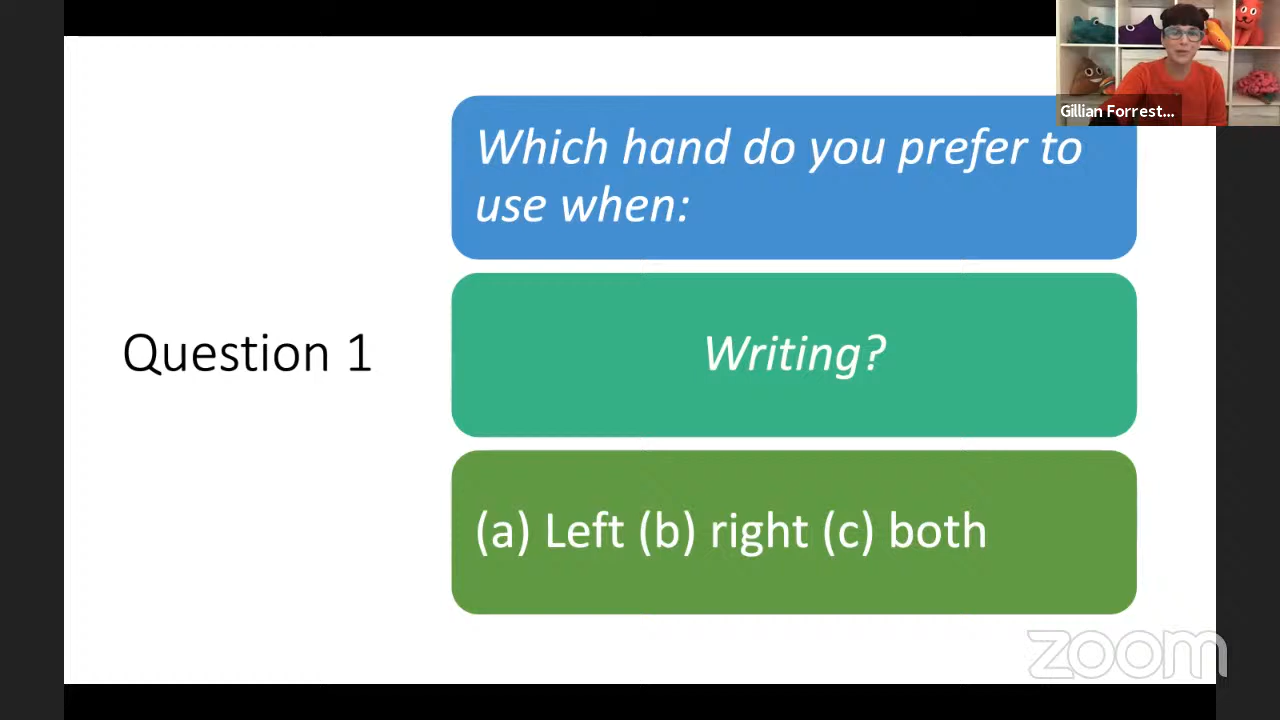 Gillian Forrest...
Which hand do you prefer to
use when:
Question 1
Writing?
(a) Left (b) right (c) both
zoom